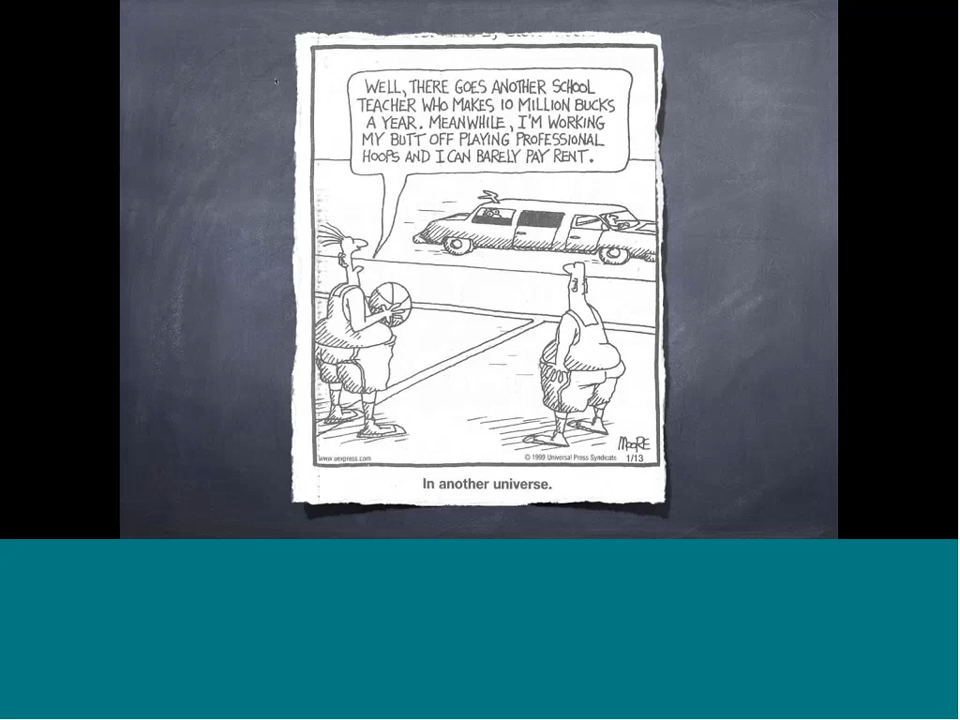 WELL, THERE GOES ANOTHER SCHOOL
TEACHER WHO MAKES 10 MILLION BUCKS
A YEAR. MEANWHILE, I'M WORKING
MY BUTT OFF PLAYING PROFESSIONAL
HOOPS AND I CAN BARELY PAY RENT.
MOORE
www.uexpress.com
© 1999 Universal Press Syndicate 1/13
In another universe.